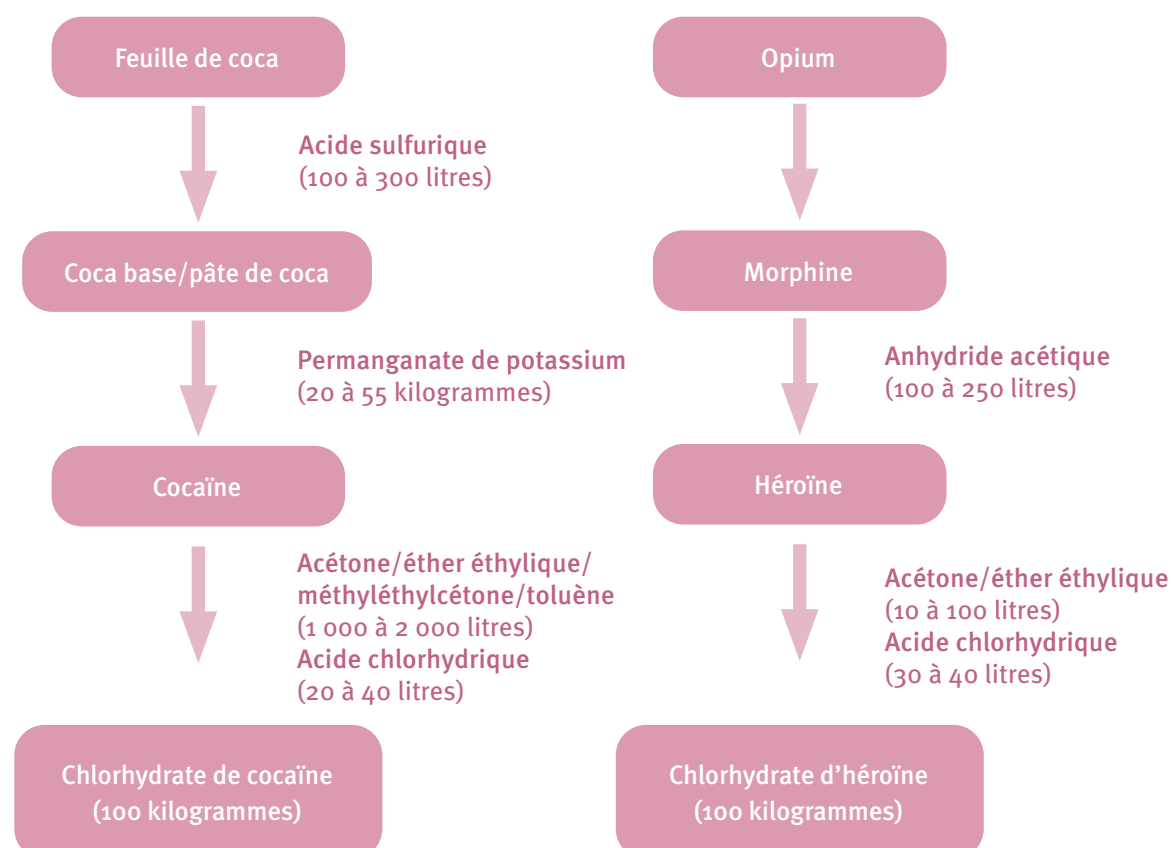 Feuille de coca
Acide sulfurique
(100 à 300 litres)
Coca base/pâte de coca
Permanganate de potassium
(20 à 55 kilogrammes)
Cocaïne
Acétone/éther éthylique/
méthyléthylcétone/toluène
(1 000 à 2 000 litres)
Acide chlorhydrique
(20 à 40 litres)
Chlorhydrate de cocaïne
(100 kilogrammes)
Opium
Morphine
Anhydride acétique
(100 à 250 litres)
Héroïne
Acétone/éther éthylique
(10 à 100 litres)
Acide chlorhydrique
(30 à 40 litres)
Chlorhydrate d’héroïne
(100 kilogrammes)